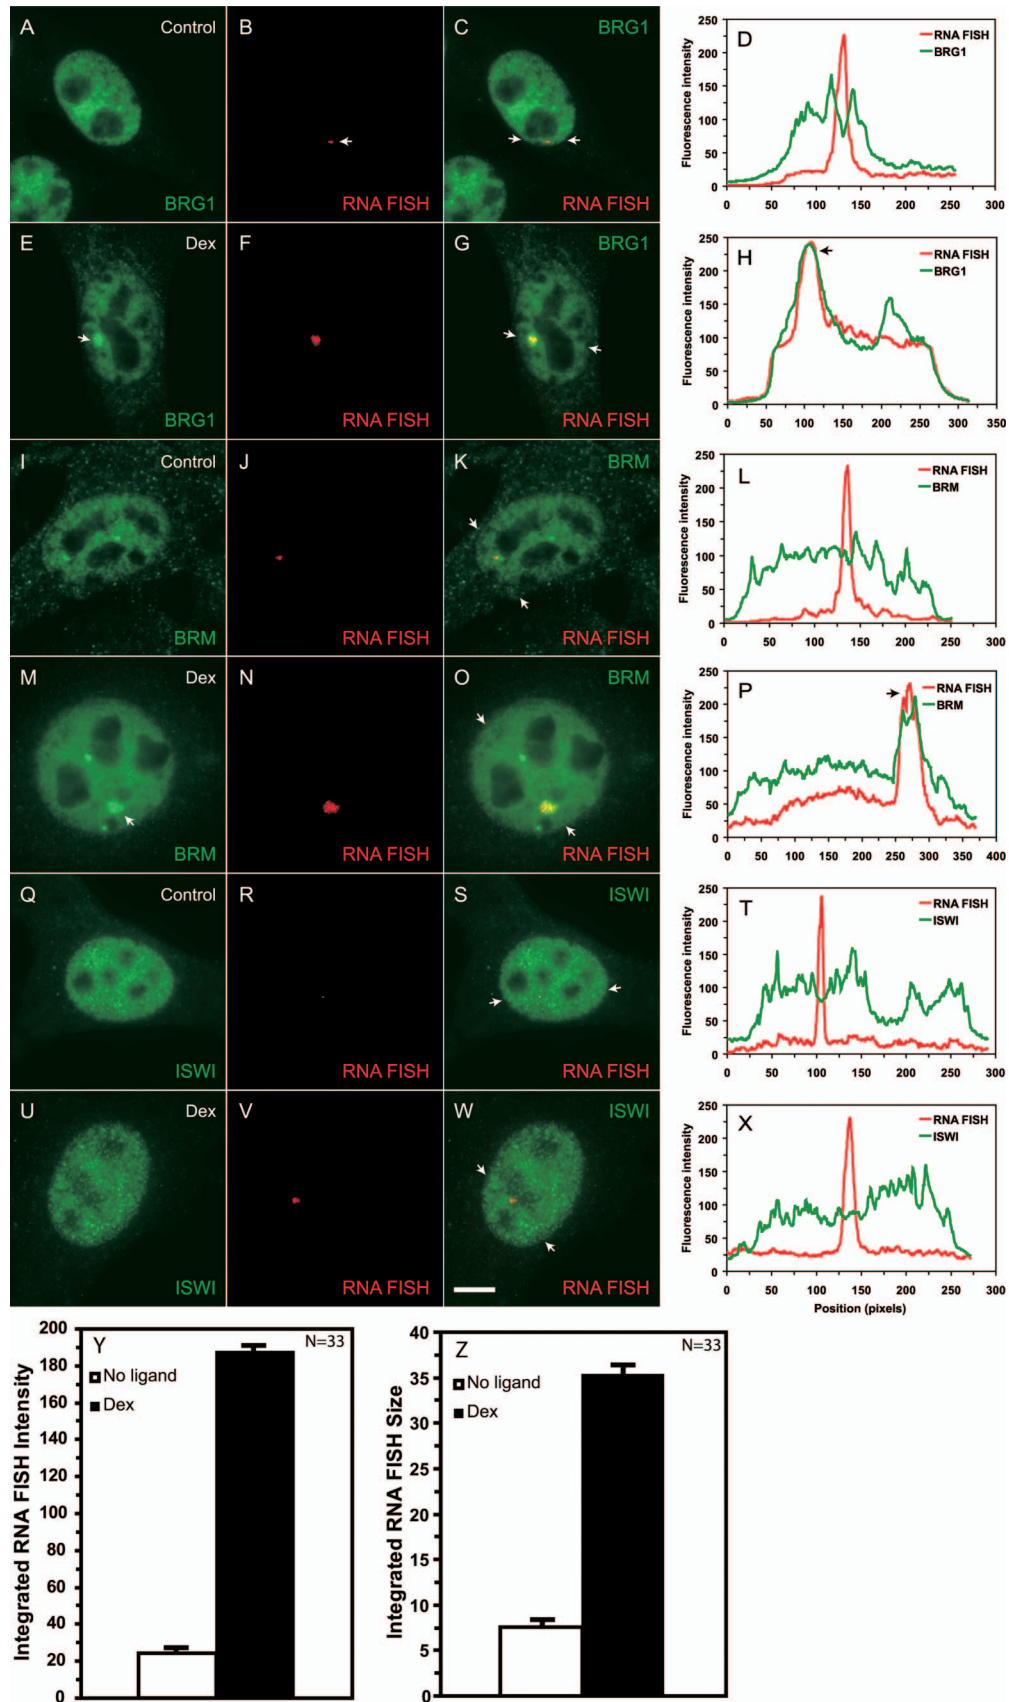 A Control B C BRG1
BRG1 RNA FISH RNA FISH
D RNA FISH
BRG1
Fluorescence intensity
250
200
150
100
50
0
0 50 100 150 200 250 300
E Dex F G BRG1
BRG1 RNA FISH RNA FISH
H RNA FISH
BRG1
Fluorescence intensity
250
200
150
100
50
0
0 50 100 150 200 250 300 350
I Control J K BRM
BRM RNA FISH RNA FISH
L RNA FISH
BRM
Fluorescence intensity
250
200
150
100
50
0
0 50 100 150 200 250 300
M Dex N O BRM
BRM RNA FISH RNA FISH
P RNA FISH
BRM
Fluorescence intensity
250
200
150
100
50
0
0 50 100 150 200 250 300 350 400
Q Control R S ISWI
ISWI RNA FISH RNA FISH
T RNA FISH
ISWI
Fluorescence intensity
250
200
150
100
50
0
0 50 100 150 200 250 300
U Dex V W ISWI
ISWI RNA FISH RNA FISH
X RNA FISH
ISWI
Fluorescence intensity
250
200
150
100
50
0
0 50 100 150 200 250 300
Position (pixels)
Y N=33
No ligand
Dex
Integrated RNA FISH Intensity
200
180
160
140
120
100
80
60
40
20
0
Z N=33
No ligand
Dex
Integrated RNA FISH Size
40
35
30
25
20
15
10
5
0